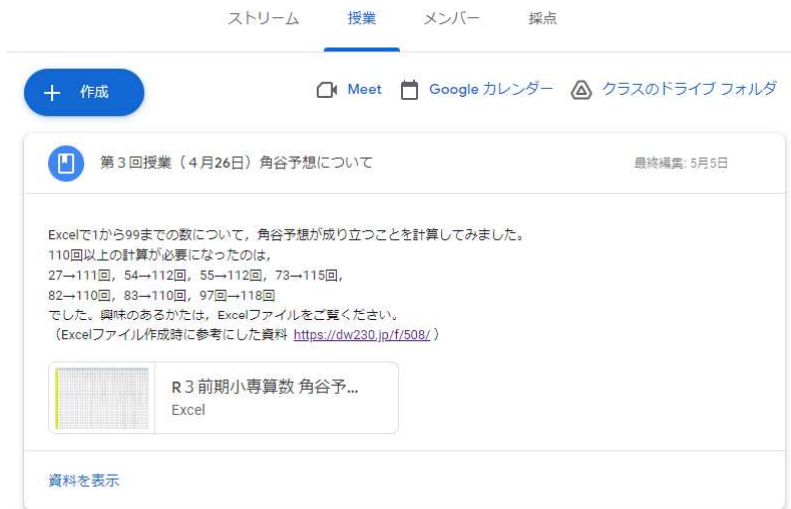 ストリーム 授業 メンバー 採点
＋ 作成 Meet Google カレンダー クラスのドライブ フォルダ
第３回授業（４月26日）角谷予想について 最終編集: 5月5日
Excelで1から99までの数について，角谷予想が成り立つことを計算してみました。
110回以上の計算が必要になったのは，
27→111回，54→112回，55→112回，73→115回，
82→110回，83→110回，97回→118回
でした。興味のあるかたは，Excelファイルをご覧ください。
（Excelファイル作成時に参考にした資料 https://dw230.jp/f/508/ ）
R３前期小専算数 角谷予...
Excel
資料を表示